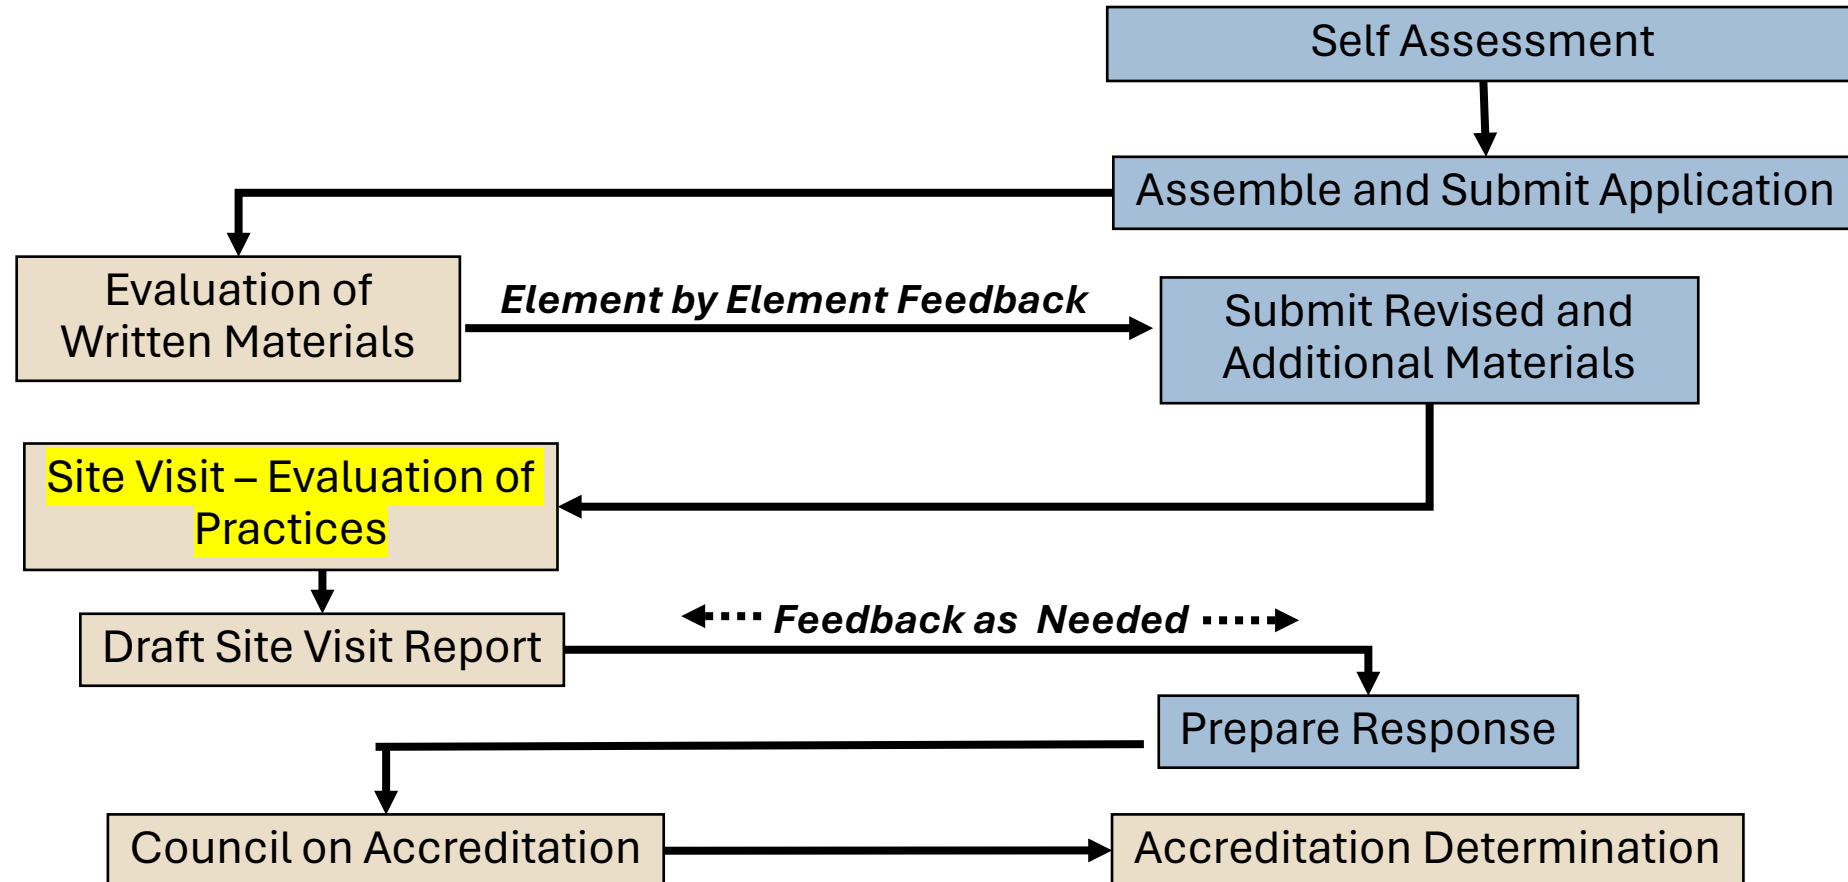 Self Assessment
Assemble and Submit Application
Evaluation of
Written Materials
Element by Element Feedback
Submit Revised and
Additional Materials
Site Visit – Evaluation of
Practices
Feedback as Needed
Draft Site Visit Report
Prepare Response
Council on Accreditation
Accreditation Determination